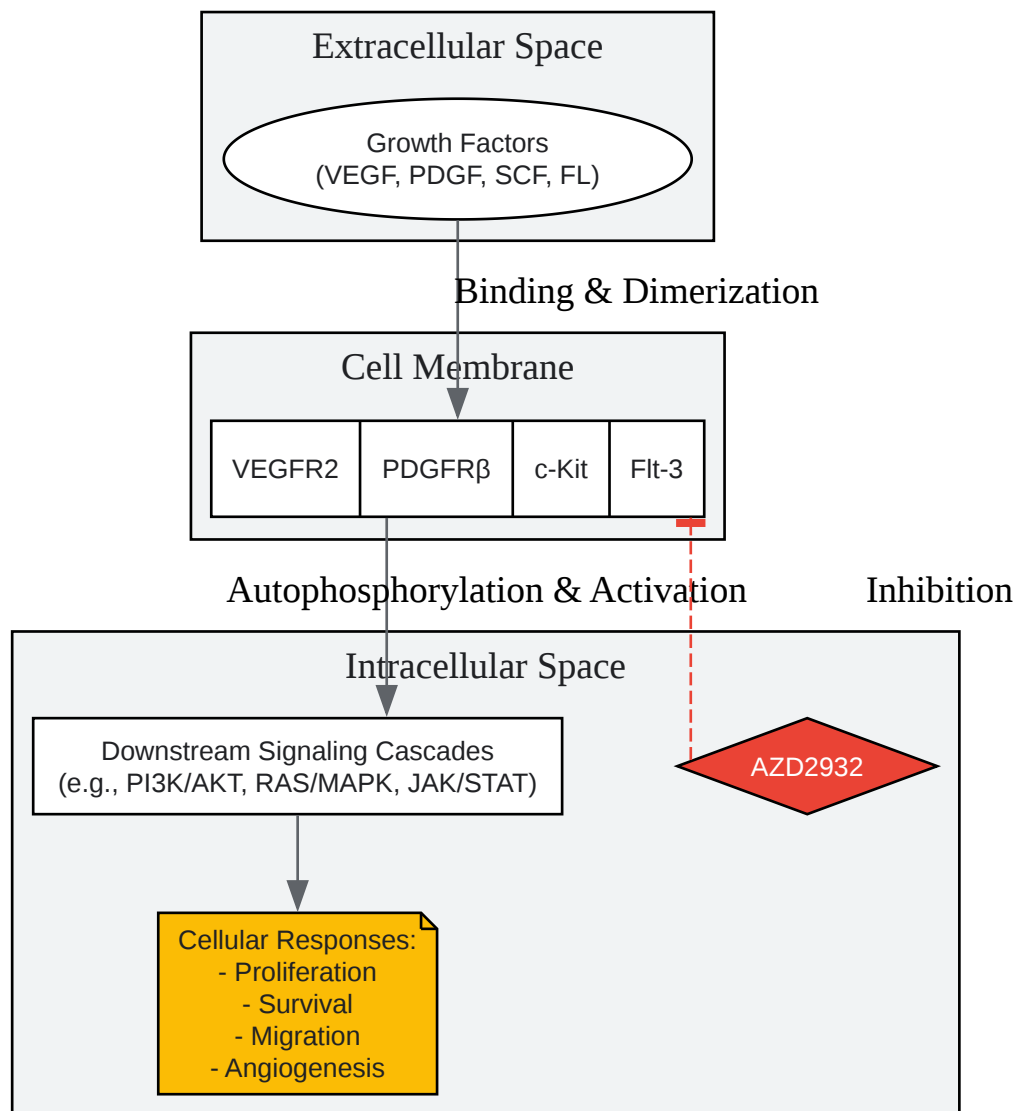 Extracellular Space
Growth Factors
(VEGF, PDGF, SCF, FL)
Binding & Dimerization
Cell Membrane
VEGFR2 PDGFRβ c-Kit Flt-3
Autophosphorylation & Activation
Inhibition
Intracellular Space
Downstream Signaling Cascades
(e.g., PI3K/AKT, RAS/MAPK, JAK/STAT)
AZD2932
Cellular Responses:
- Proliferation
- Survival
- Migration
- Angiogenesis